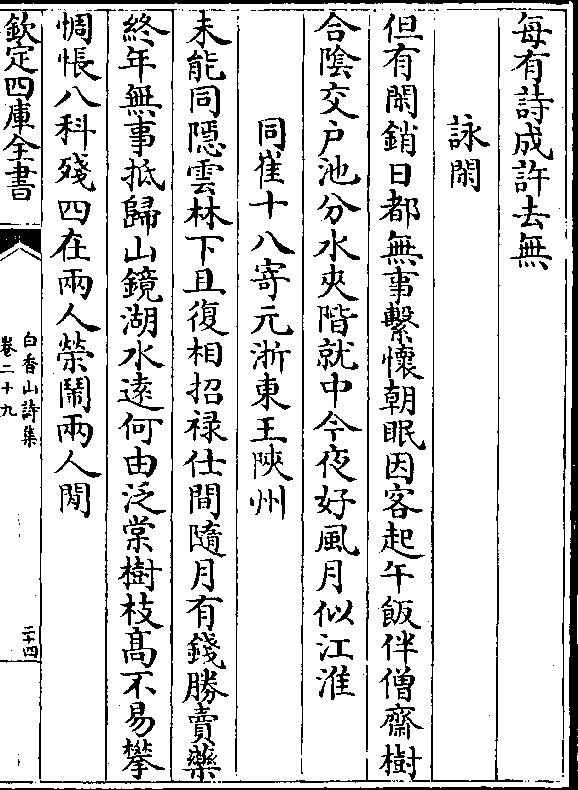 每有詩成許去無
詠閑
但有閑銷日都無事繫懷朝眠因客起午飯伴僧齋樹
合陰交户池分水夾階就中今夜好風月似江淮
同崔十八寄元浙東王陜州
未能同隱雲林下且復相招禄仕間隨月有錢勝賣藥
終年無事抵歸山鏡湖水遠何由泛棠樹枝髙不易攀
惆悵八科殘四在兩人榮鬧兩人閒
欽定四庫全書
白香山詩集
卷二十九
二十四